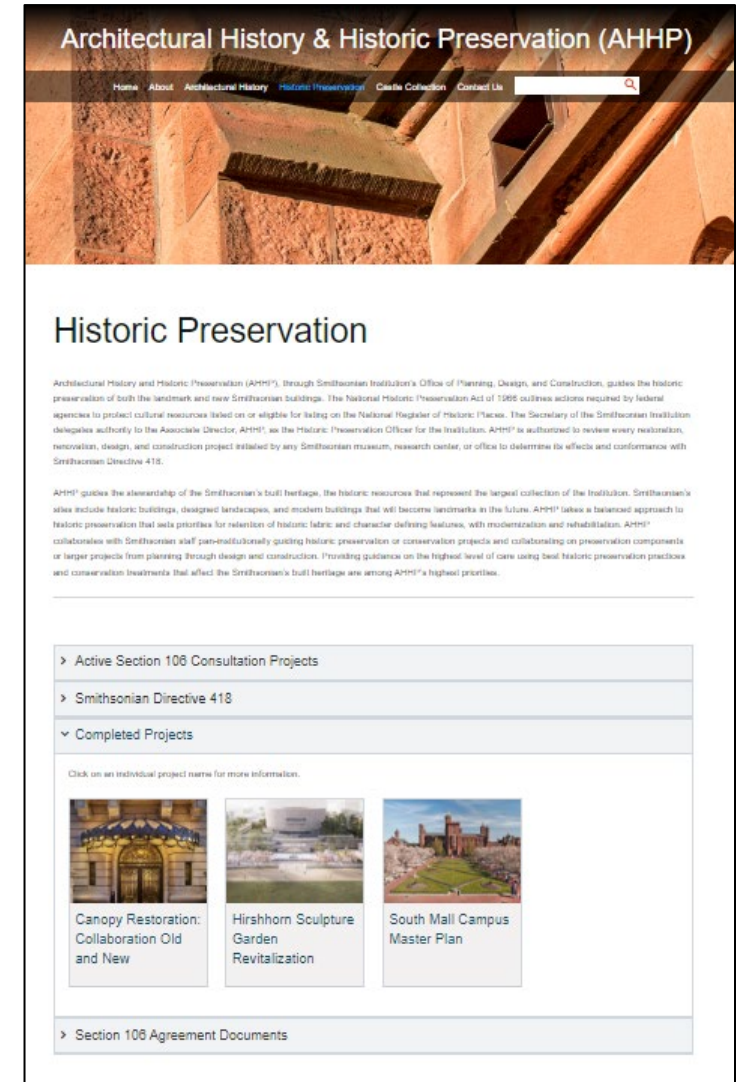 Architectural History & Historic Preservation (AHHP)
Home About Architectural History Historic Preservation Castle Collection Contact Us
Historic Preservation
Architectural History and Historic Preservation (AHHP), through Smithsonian Institution's Office of Planning, Design, and Construction, guides the historic
preservation of both the landmark and new Smithsonian buildings. The National Historic Preservation Act of 1966 outlines actions required by federal
agencies to protect cultural resources listed on or eligible for listing on the National Register of Historic Places. The Secretary of the Smithsonian Institution
delegates authority to the Associate Director, AHHP, as the Historic Preservation Officer for the Institution. AHHP is authorized to review every restoration,
renovation, design, and construction project initiated by any Smithsonian museum, research center, or office to determine its effects and conformance with
Smithsonian Directive 418.
AHHP guides the stewardship of the Smithsonian's built heritage, the historic resources that represent the largest collection of the Institution. Smithsonian's
sites include historic buildings, designed landscapes, and modern buildings that will become landmarks in the future. AHHP takes a balanced approach to
historic preservation that sets priorities for retention of historic fabric and character defining features, with modernization and rehabilitation. AHHP
collaborates with Smithsonian staff pan-institutionally guiding historic preservation or conservation projects and collaborating on preservation components
or larger projects from planning through design and construction. Providing guidance on the highest level of care using best historic preservation practices
and conservation treatments that affect the Smithsonian's built heritage are among AHHP's highest priorities.
Active Section 106 Consultation Projects
Smithsonian Directive 418
Completed Projects
Click on an individual project name for more information.
Canopy Restoration: Collaboration Old and New
Hirshhorn Sculpture Garden Revitalization
South Mall Campus Master Plan
Section 106 Agreement Documents